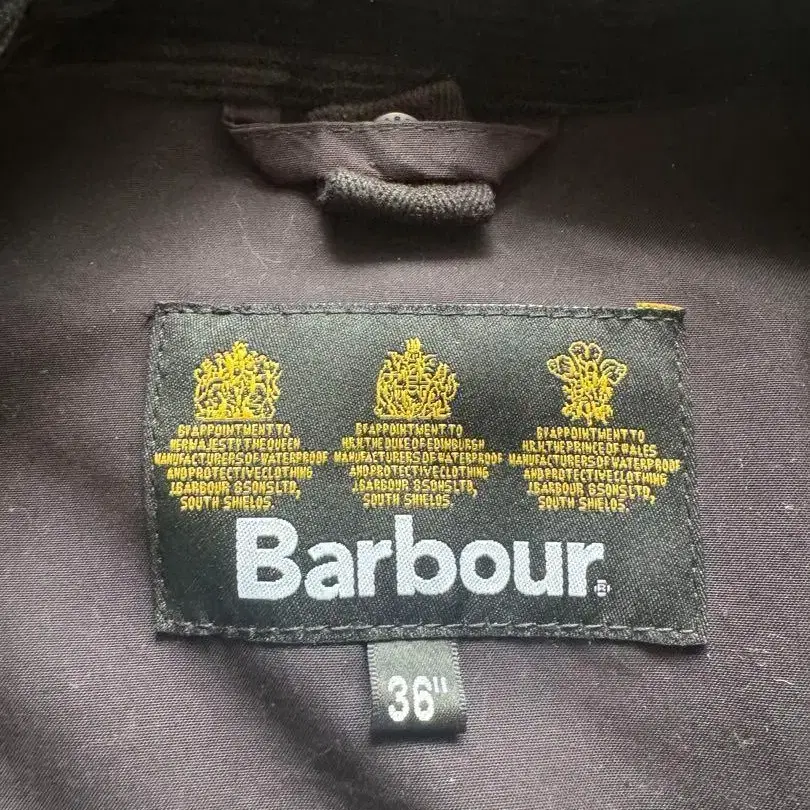 BY APPOINTMENT TO
HER MAJESTY THE QUEEN
MANUFACTURERS OF WATERPROOF
AND PROTECTIVE CLOTHING
J.BARBOUR & SONS LTD,
SOUTH SHIELDS.
BY APPOINTMENT TO
H.R.H. THE DUKE OF EDINBURGH
MANUFACTURERS OF WATERPROOF
AND PROTECTIVE CLOTHING
J.BARBOUR & SONS LTD,
SOUTH SHIELDS.
BY APPOINTMENT TO
H.R.H. THE PRINCE OF WALES
MANUFACTURERS OF WATERPROOF
AND PROTECTIVE CLOTHING
J.BARBOUR & SONS LTD,
SOUTH SHIELDS.
Barbour.
36"